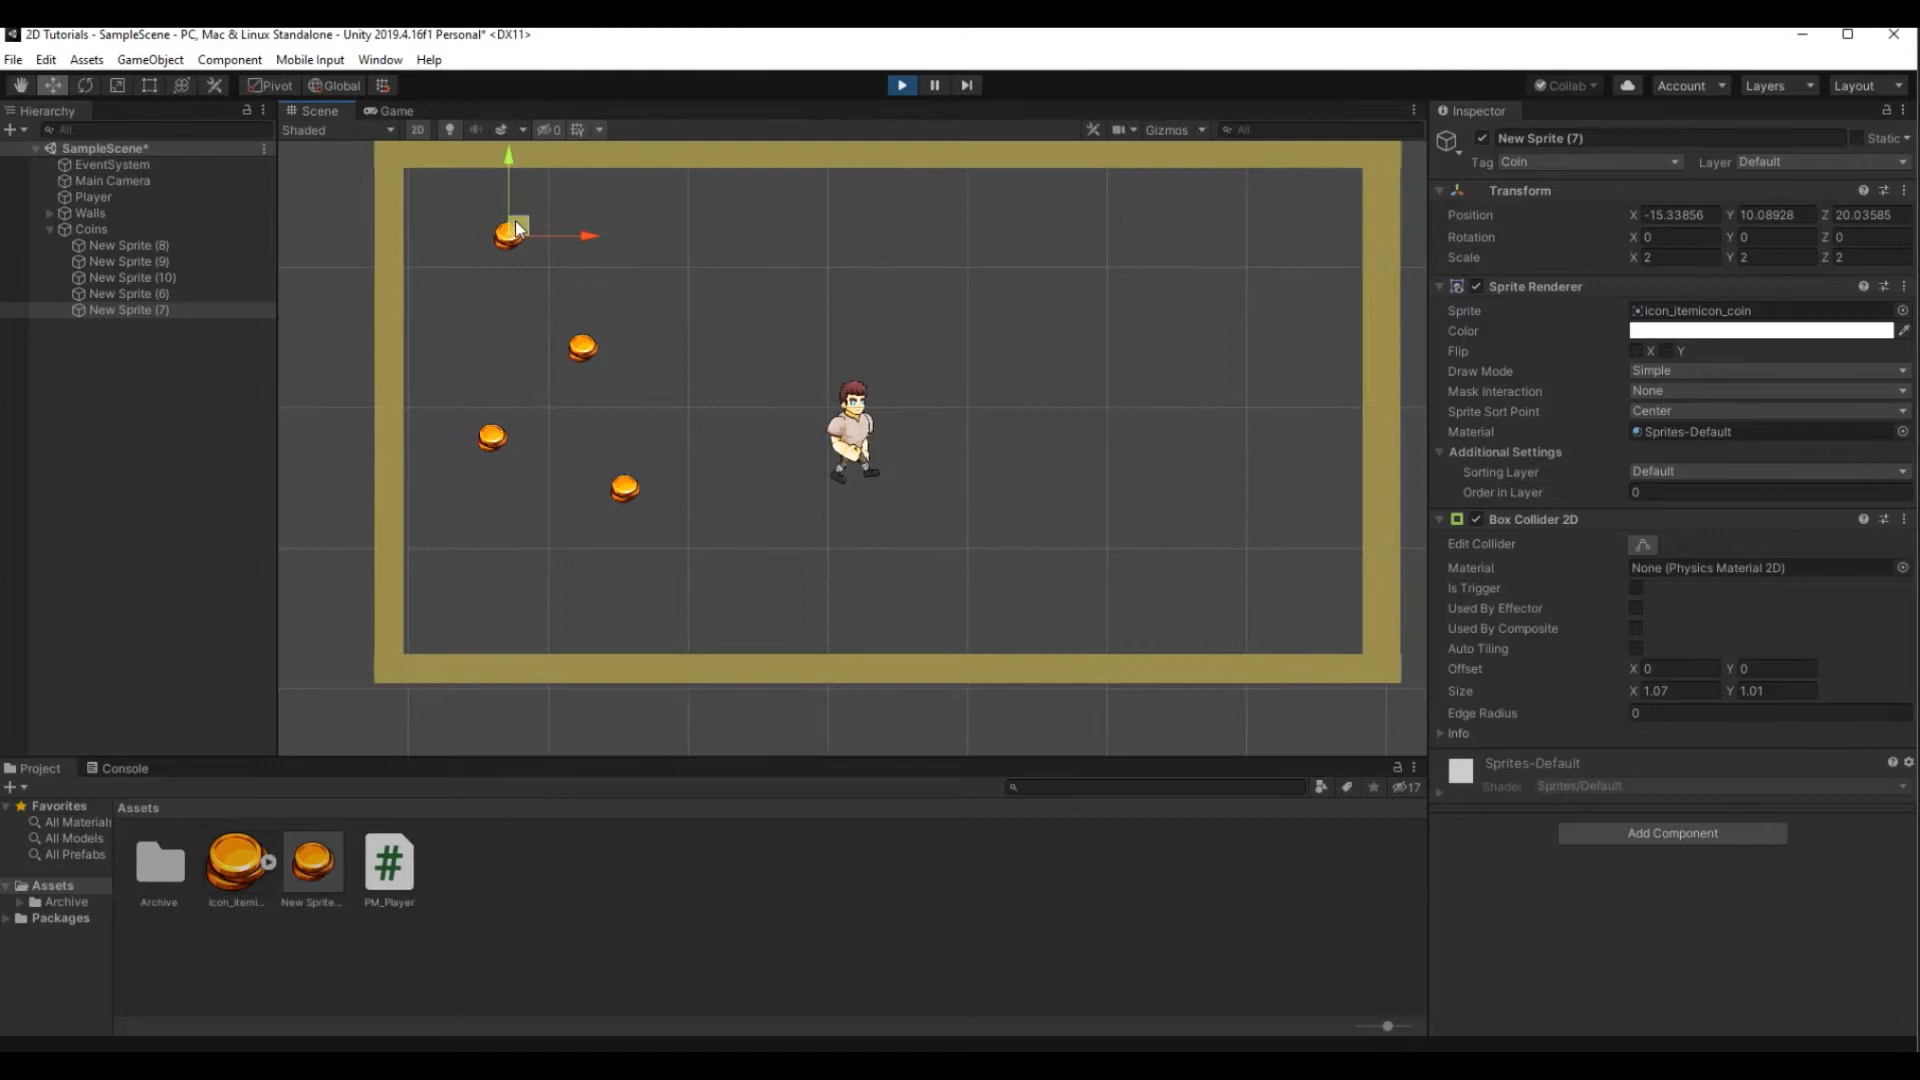 2D Tutorials - SampleScene - PC, Mac & Linux Standalone - Unity 2019.4.16f1 Personal* <DX11>
File Edit Assets GameObject Component Mobile Input Window Help
Pivot Global Collab Account Layers Layout
Hierarchy
All
SampleScene*
EventSystem
Main Camera
Player
Walls
Coins
New Sprite (8)
New Sprite (9)
New Sprite (10)
New Sprite (6)
New Sprite (7)
Scene Game
Shaded 2D 0 Gizmos All
Inspector
New Sprite (7) Static
Tag Coin Layer Default
Transform
Position X -15.33856 Y 10.08928 Z 20.03585
Rotation X 0 Y 0 Z 0
Scale X 2 Y 2 Z 2
Sprite Renderer
Sprite icon_itemicon_coin
Color
Flip X Y
Draw Mode Simple
Mask Interaction None
Sprite Sort Point Center
Material Sprites-Default
Additional Settings
Sorting Layer Default
Order in Layer 0
Box Collider 2D
Edit Collider
Material None (Physics Material 2D)
Is Trigger
Used By Effector
Used By Composite
Auto Tiling
Offset X 0 Y 0
Size X 1.07 Y 1.01
Edge Radius 0
Info
Sprites-Default
Shader Sprites/Default
Add Component
Project Console
17
Favorites
All Materials
All Models
All Prefabs
Assets
Archive
Packages
Assets
Archive
icon_itemi...
New Sprite...
#
PM_Player